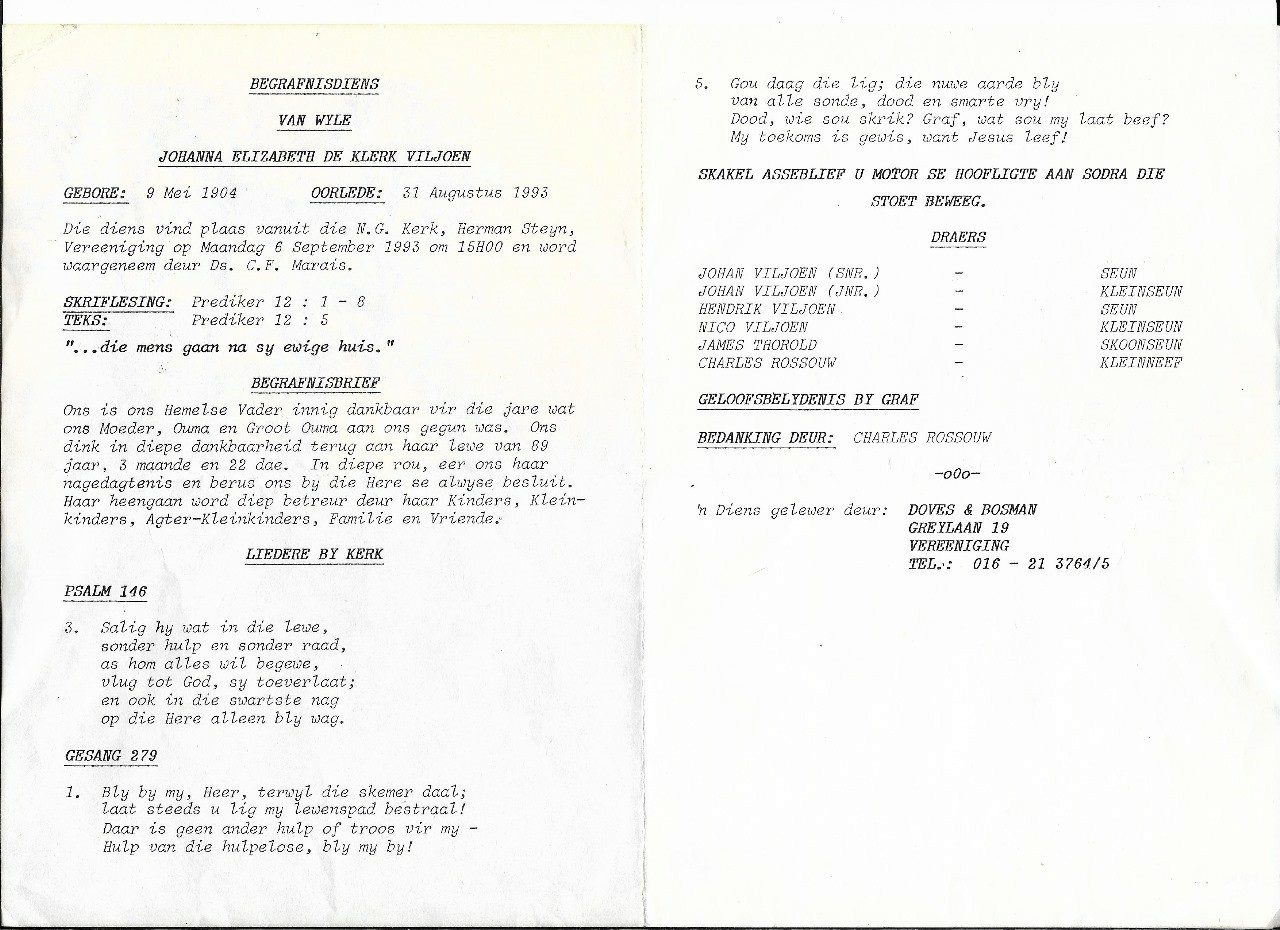 BEGRAFNISDIENS
VAN WYLE
JOHANNA ELIZABETH DE KLERK VILJOEN
GEBORE: 9 Mei 1904 OORLEDE: 31 Augustus 1993
Die diens vind plaas vanuit die N.G. Kerk, Herman Steyn,
Vereeniging op Maandag 6 September 1993 om 15H00 en word
waargeneem deur Ds. C.F. Marais.
SKRIFLESING: Prediker 12 : 1 - 8
TEKS: Prediker 12 : 5
"...die mens gaan na sy ewige huis."
BEGRAFNISBRIEF
Ons is ons Hemelse Vader innig dankbaar vir die jare wat
ons Moeder, Ouma en Groot Ouma aan ons gegun was. Ons
dink in diepe dankbaarheid terug aan haar lewe van 89
jaar, 3 maande en 22 dae. In diepe rou, eer ons haar
nagedagtenis en berus ons by die Here se alwyse besluit.
Haar heengaan word diep betreur deur haar Kinders, Klein-
kinders, Agter-Kleinkinders, Familie en Vriende.
LIEDERE BY KERK
PSALM 146
3. Salig hy wat in die lewe,
sonder hulp en sonder raad,
as hom alles wil begewe,
vlug tot God, sy toeverlaat;
en ook in die swartste nag
op die Here alleen bly wag.
GESANG 279
1. Bly by my, Heer, terwyl die skemer daal;
laat steeds u lig my lewenspad bestraal!
Daar is geen ander hulp of troos vir my -
Hulp van die hulpelose, bly my by!
5. Gou daag die lig; die nuwe aarde bly
van alle sonde, dood en smarte vry!
Dood, wie sou skrik? Graf, wat sou my laat beef?
My toekoms is gewis, want Jesus leef!
SKAKEL ASSEBLIEF U MOTOR SE HOOFLIGTE AAN SODRA DIE
STOET BEWEEG.
DRAERS
JOHAN VILJOEN (SNR.) - SEUN
JOHAN VILJOEN (JNR.) - KLEINSEUN
HENDRIK VILJOEN - SEUN
NICO VILJOEN - KLEINSEUN
JAMES THOROLD - SKOONSEUN
CHARLES ROSSOUW - KLEINNEEF
GELOOFSBELYDENIS BY GRAF
BEDANKING DEUR: CHARLES ROSSOUW
-oOo-
'n Diens gelewer deur: DOVES & BOSMAN
GREYLAAN 19
VEREENIGING
TEL.: 016 - 21 3764/5